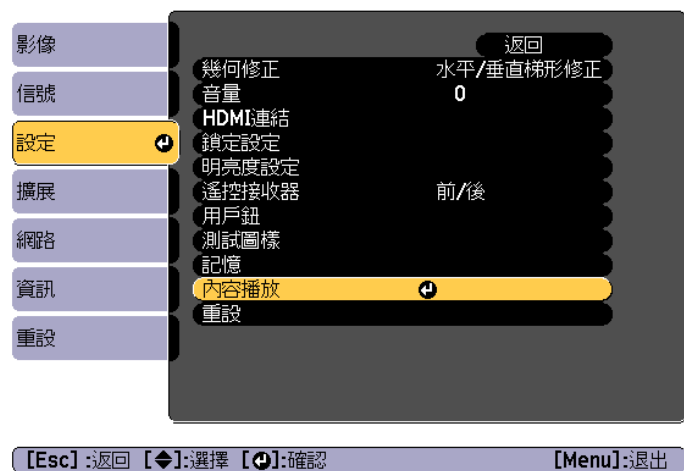 影像
信號
設定
擴展
網路
資訊
重設
返回
幾何修正 水平/垂直梯形修正
音量 0
HDMI連結
鎖定設定
明亮度設定
遙控接收器 前/後
用戶鈕
測試圖樣
記憶
內容播放
重設
[Esc] :返回 [◆]:選擇 [⏎]:確認 [Menu]:退出